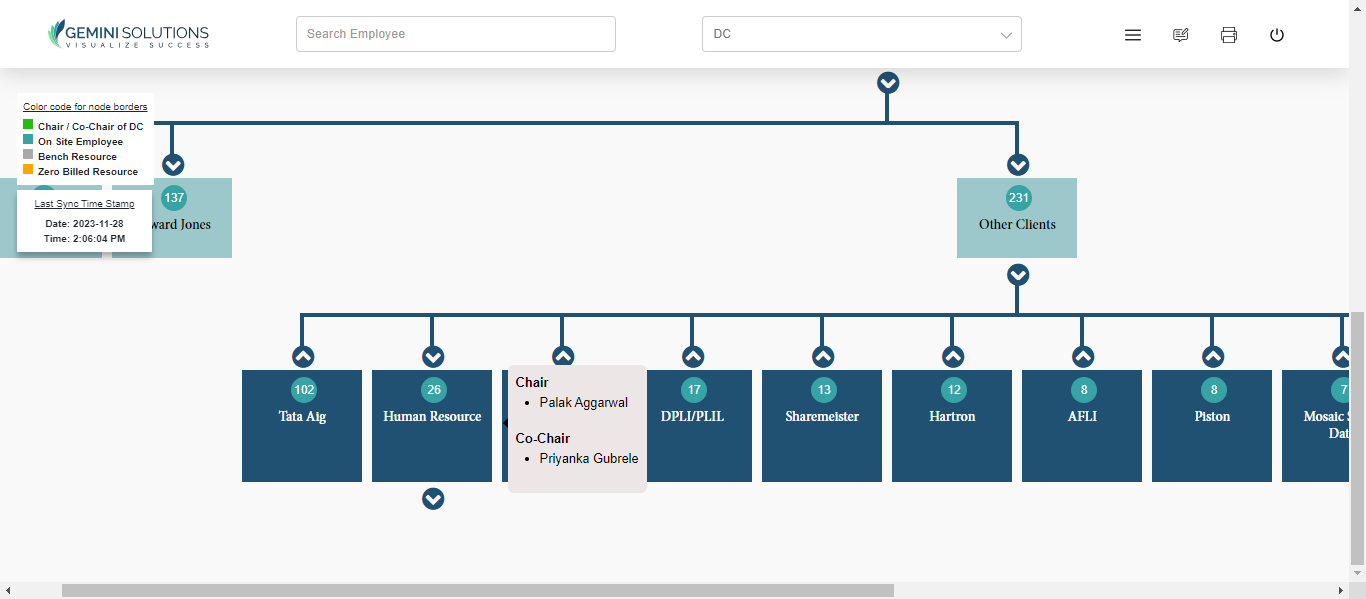 GEMINI SOLUTIONS
VISUALIZE SUCCESS
Search Employee
DC
Color code for node borders
Chair / Co-Chair of DC
On Site Employee
Bench Resource
Zero Billed Resource
Last Sync Time Stamp
Date: 2023-11-28
Time: 2:06:04 PM
137
ward Jones
231
Other Clients
102
Tata Aig
26
Human Resource
Chair
• Palak Aggarwal
Co-Chair
• Priyanka Gubrele
17
DPLI/PLIL
13
Sharemeister
12
Hartron
8
AFLI
8
Piston
7
Mosaic
Dat